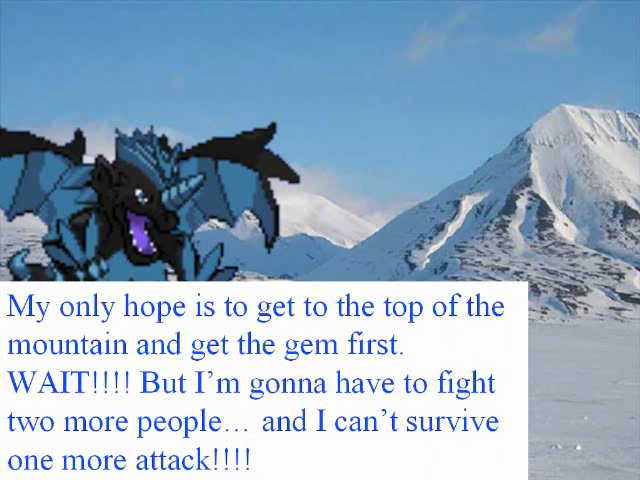 My only hope is to get to the top of the
mountain and get the gem first.
WAIT!!!! But I’m gonna have to fight
two more people… and I can’t survive
one more attack!!!!